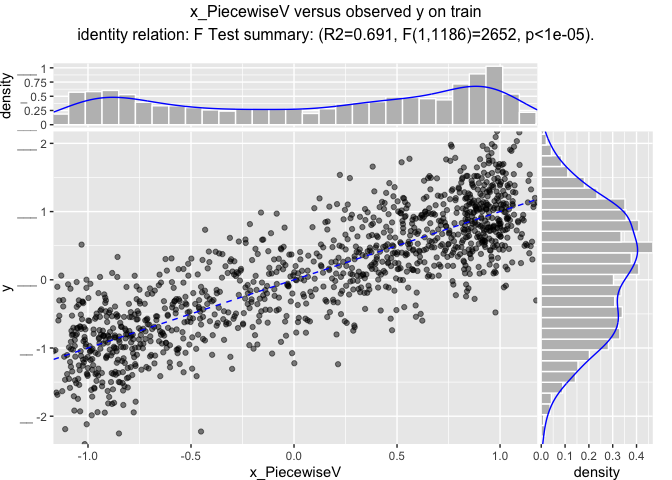 x_PiecewiseV versus observed y on train
identity relation: F Test summary: (R2=0.691, F(1,1186)=2652, p<1e-05).
density
1
0.75
0.5
0.25
0
y
2
1
0
-1
-2
-1.0 -0.5 0.0 0.5 1.0
x_PiecewiseV
0.0 0.1 0.2 0.3 0.4
density